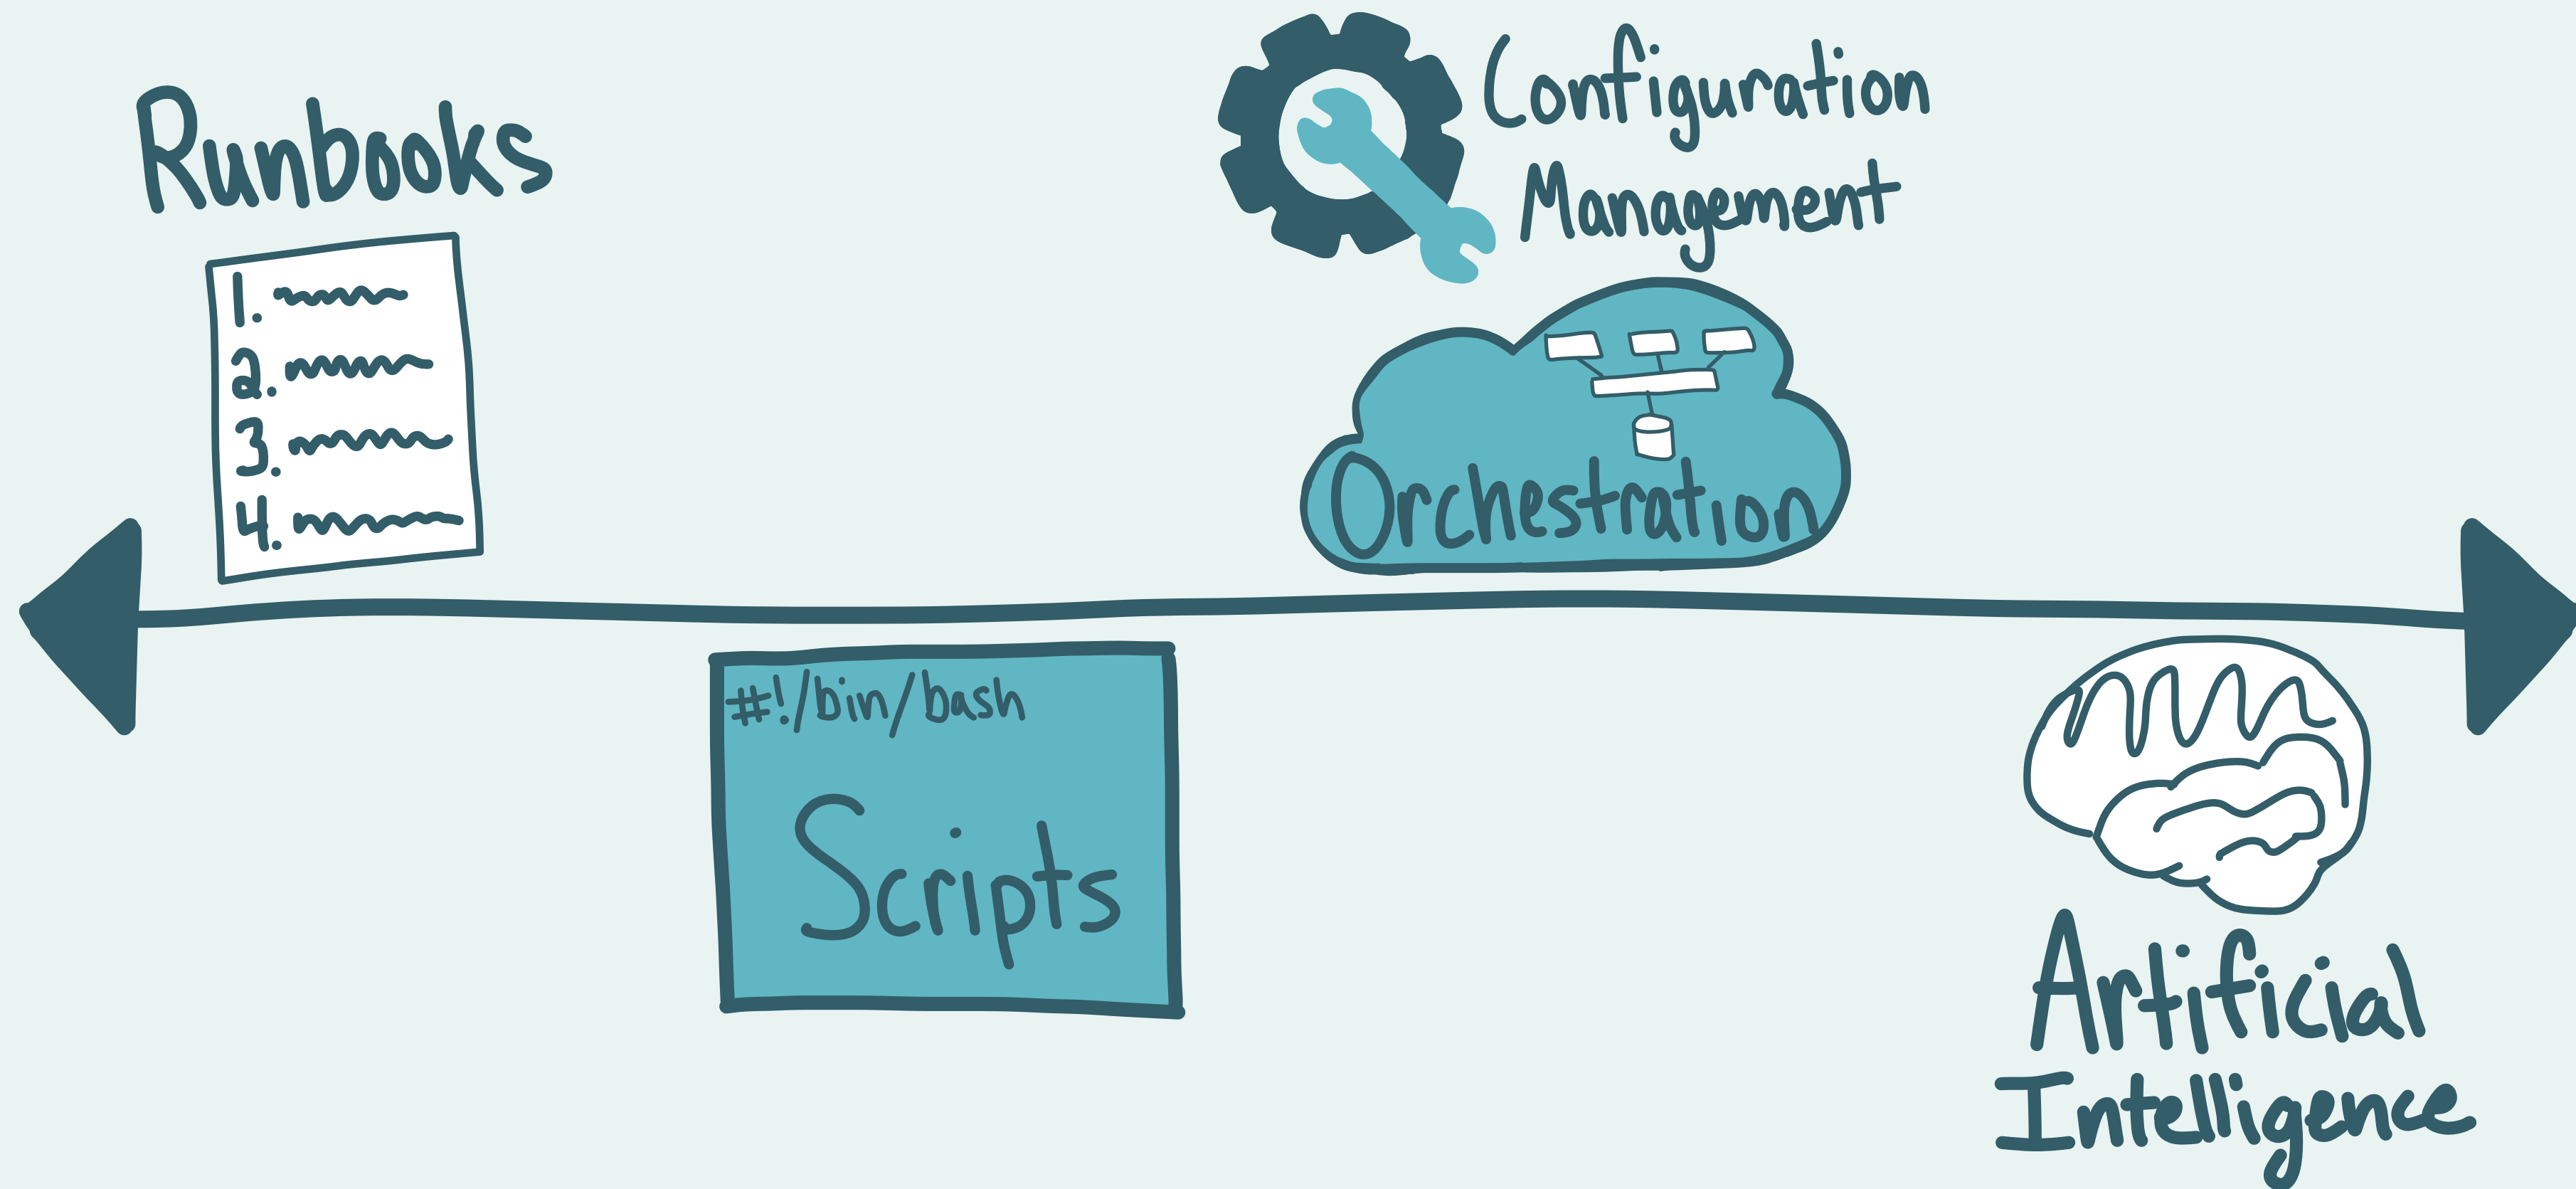 Runbooks
1.
2.
3.
4.
Configuration
Management
Orchestration
#!/bin/bash
Scripts
Artificial
Intelligence